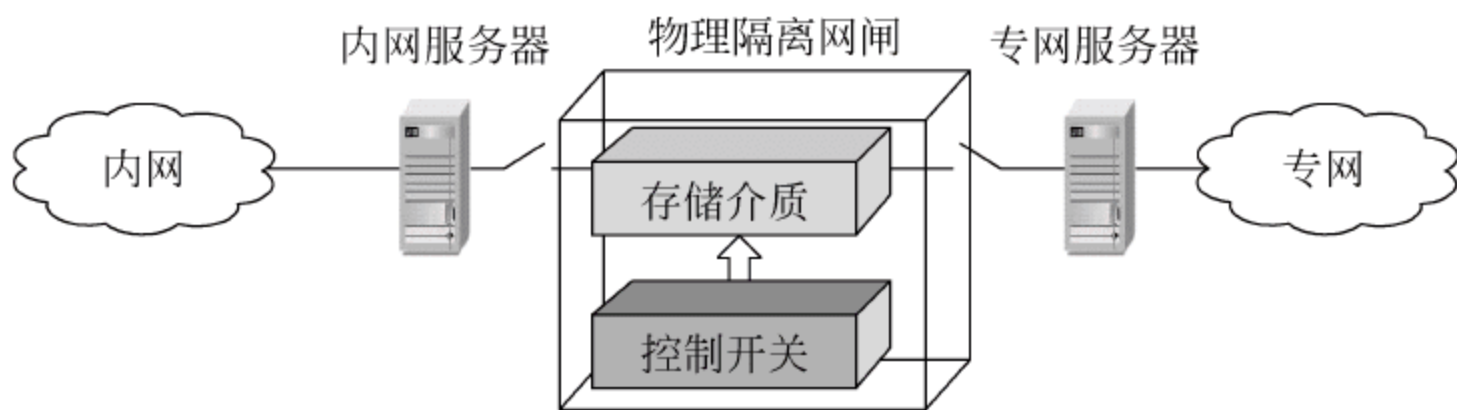 内网服务器
物理隔离网闸
专网服务器
内网
存储介质
专网
控制开关